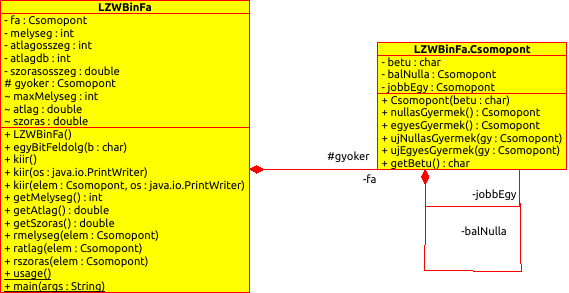 LZWBinFa
- fa : Csomopont
- melyseg : int
- atlagosszeg : int
- atlagdb : int
- szorasosszeg : double
# gyoker : Csomopont
~ maxMelyseg : int
~ atlag : double
~ szoras : double
+ LZWBinFa()
+ egyBitFeldolg(b : char)
+ kiir()
+ kiir(os : java.io.PrintWriter)
+ kiir(elem : Csomopont, os : java.io.PrintWriter)
+ getMelyseg() : int
+ getAtlag() : double
+ getSzoras() : double
+ rmelyseg(elem : Csomopont)
+ ratlag(elem : Csomopont)
+ rszoras(elem : Csomopont)
+ usage()
+ main(args : String)
#gyoker
-fa
LZWBinFa.Csomopont
- betu : char
- balNulla : Csomopont
- jobbEgy : Csomopont
+ Csomopont(betu : char)
+ nullasGyermek() : Csomopont
+ egyesGyermek() : Csomopont
+ ujNullasGyermek(gy : Csomopont)
+ ujEgyesGyermek(gy : Csomopont)
+ getBetu() : char
-jobbEgy
-balNulla